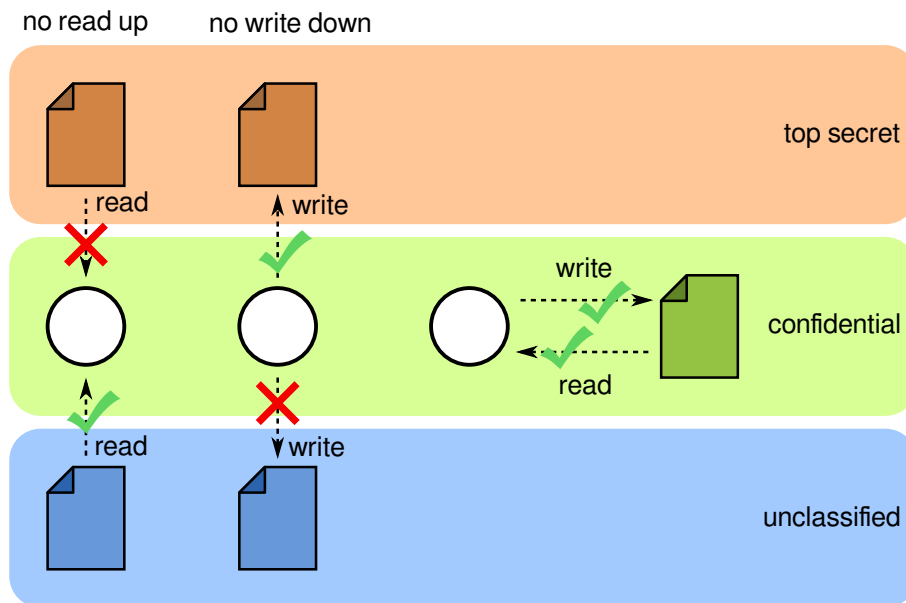 no read up
no write down
top secret
read
write
write
confidential
read
read
write
unclassified